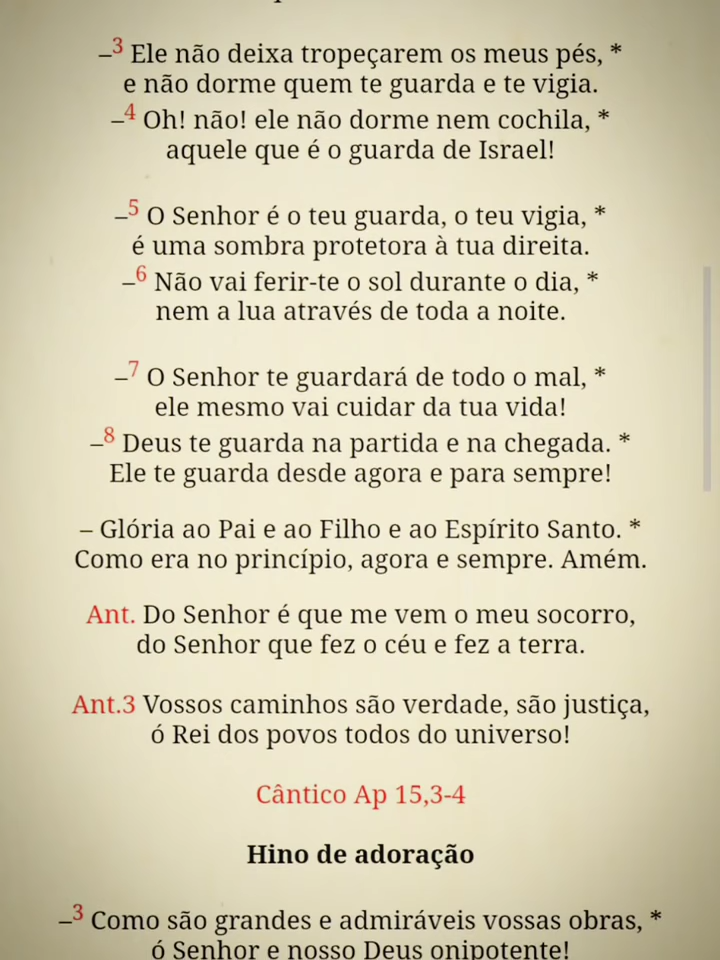 –3 Ele não deixa tropeçarem os meus pés, *
e não dorme quem te guarda e te vigia.
–4 Oh! não! ele não dorme nem cochila, *
aquele que é o guarda de Israel!
–5 O Senhor é o teu guarda, o teu vigia, *
é uma sombra protetora à tua direita.
–6 Não vai ferir-te o sol durante o dia, *
nem a lua através de toda a noite.
–7 O Senhor te guardará de todo o mal, *
ele mesmo vai cuidar da tua vida!
–8 Deus te guarda na partida e na chegada. *
Ele te guarda desde agora e para sempre!
– Glória ao Pai e ao Filho e ao Espírito Santo. *
Como era no princípio, agora e sempre. Amém.
Ant. Do Senhor é que me vem o meu socorro,
do Senhor que fez o céu e fez a terra.
Ant.3 Vossos caminhos são verdade, são justiça,
ó Rei dos povos todos do universo!
Cântico Ap 15,3-4
Hino de adoração
–3 Como são grandes e admiráveis vossas obras, *
ó Senhor e nosso Deus onipotente!